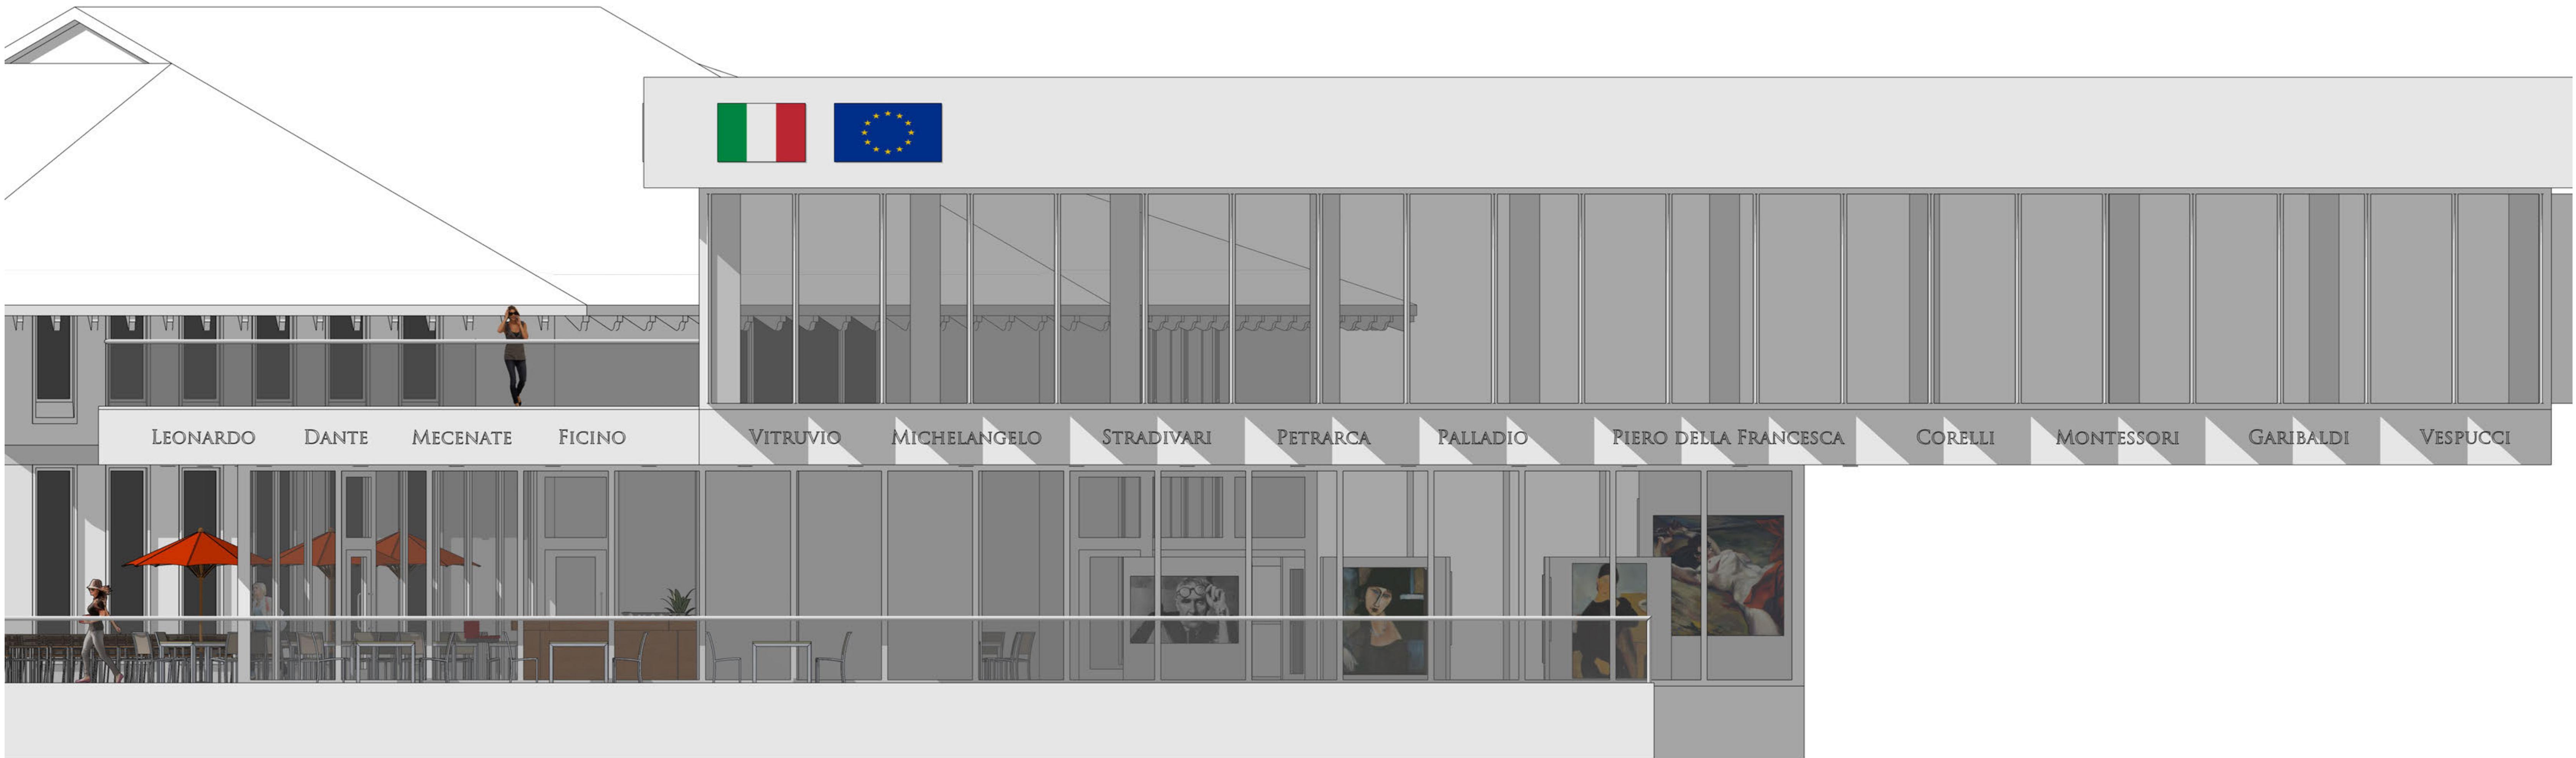 LEONARDO DANTE MECENATE FICINO VITRUVIO MICHELANGELO STRADIVARI PETRARCA PALLADIO PIERO DELLA FRANCESCA CORELLI MONTESSORI GARIBALDI VESPUCCI